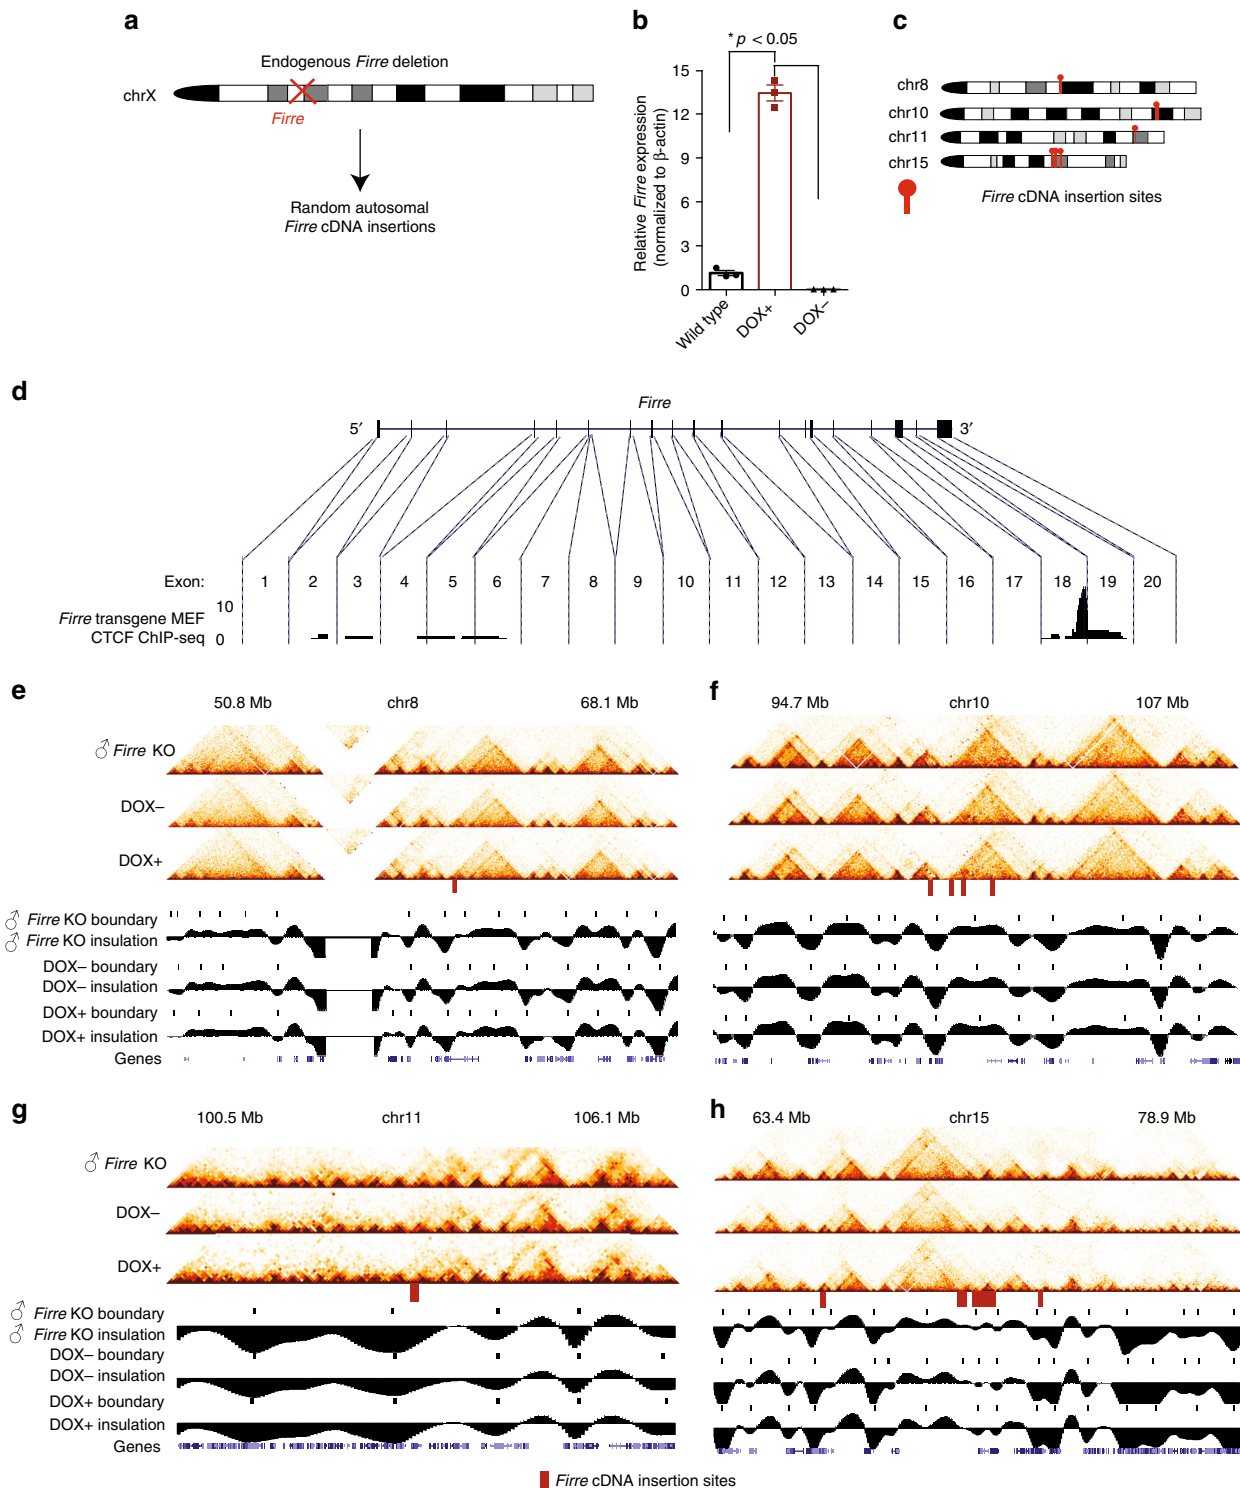 a
Endogenous Firre deletion
chrX
Firre
Random autosomal
Firre cDNA insertions
b
* p < 0.05
Relative Firre expression
(normalized to β-actin)
15
12
9
6
3
0
Wild type
DOX+
DOX–
c
chr8
chr10
chr11
chr15
Firre cDNA insertion sites
d
Firre
5′
3′
Exon: 1 2 3 4 5 6 7 8 9 10 11 12 13 14 15 16 17 18 19 20
Firre transgene MEF
CTCF ChIP-seq
10
0
e
50.8 Mb chr8 68.1 Mb
♂ Firre KO
DOX–
DOX+
♂ Firre KO boundary
♂ Firre KO insulation
DOX– boundary
DOX– insulation
DOX+ boundary
DOX+ insulation
Genes
f
94.7 Mb chr10 107 Mb
g
100.5 Mb chr11 106.1 Mb
♂ Firre KO
DOX–
DOX+
♂ Firre KO boundary
♂ Firre KO insulation
DOX– boundary
DOX– insulation
DOX+ boundary
DOX+ insulation
Genes
h
63.4 Mb chr15 78.9 Mb
Firre cDNA insertion sites